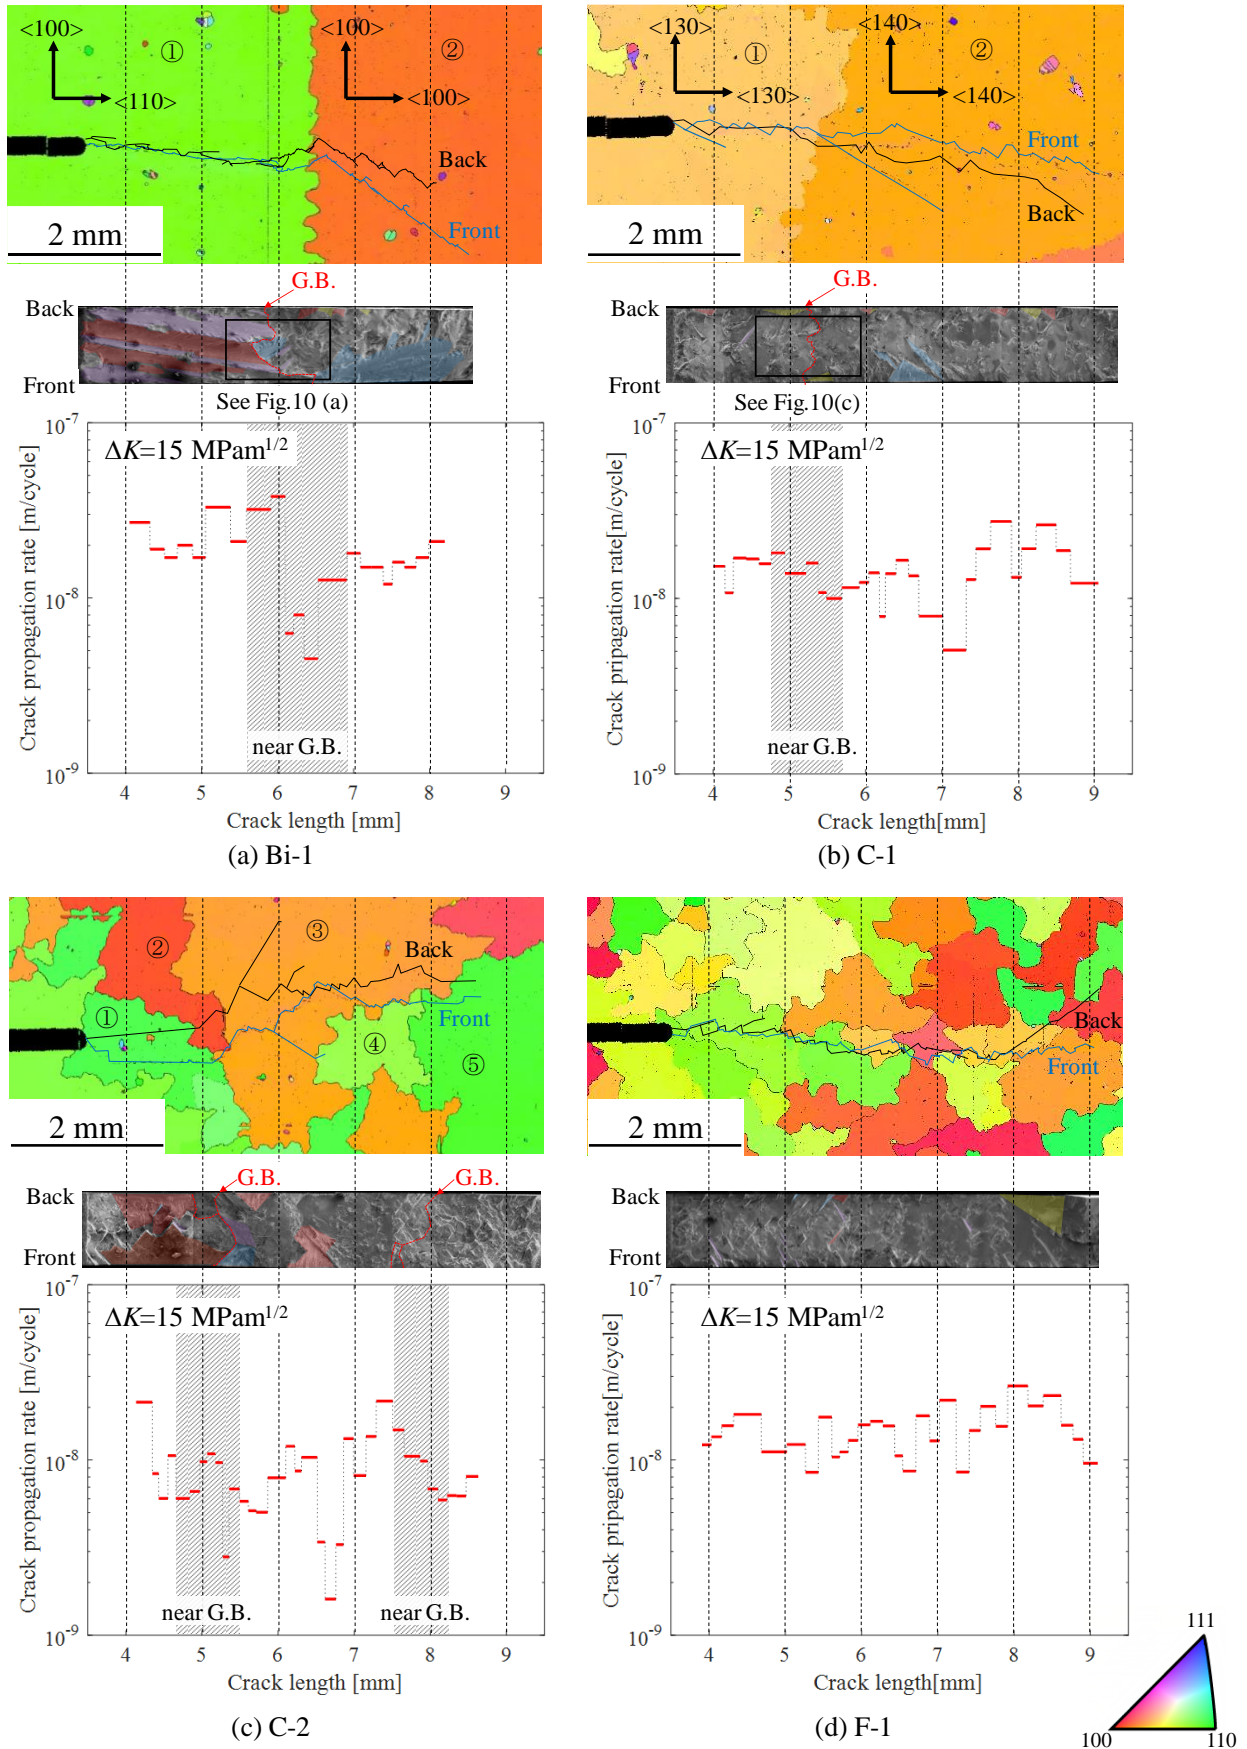 <100>
①
<110>
<100>
②
<100>
Back
Front
2 mm
G.B.
Back
Front
See Fig.10 (a)
ΔK=15 MPam1/2
near G.B.
Crack propagation rate [m/cycle]
10-7
10-8
10-9
4 5 6 7 8 9
Crack length [mm]
(a) Bi-1
<130>
①
<130>
<140>
②
<140>
Front
Back
2 mm
G.B.
Back
Front
See Fig.10(c)
ΔK=15 MPam1/2
near G.B.
Crack pripagation rate[m/cycle]
10-7
10-8
10-9
4 5 6 7 8 9
Crack length[mm]
(b) C-1
①
②
③
④
⑤
Back
Front
2 mm
G.B.
G.B.
Back
Front
ΔK=15 MPam1/2
near G.B.
near G.B.
Crack propagation rate [m/cycle]
10-7
10-8
10-9
4 5 6 7 8 9
Crack length [mm]
(c) C-2
Back
Front
2 mm
Back
Front
ΔK=15 MPam1/2
Crack pripagation rate[m/cycle]
10-7
10-8
10-9
4 5 6 7 8 9
Crack length[mm]
(d) F-1
111
100
110